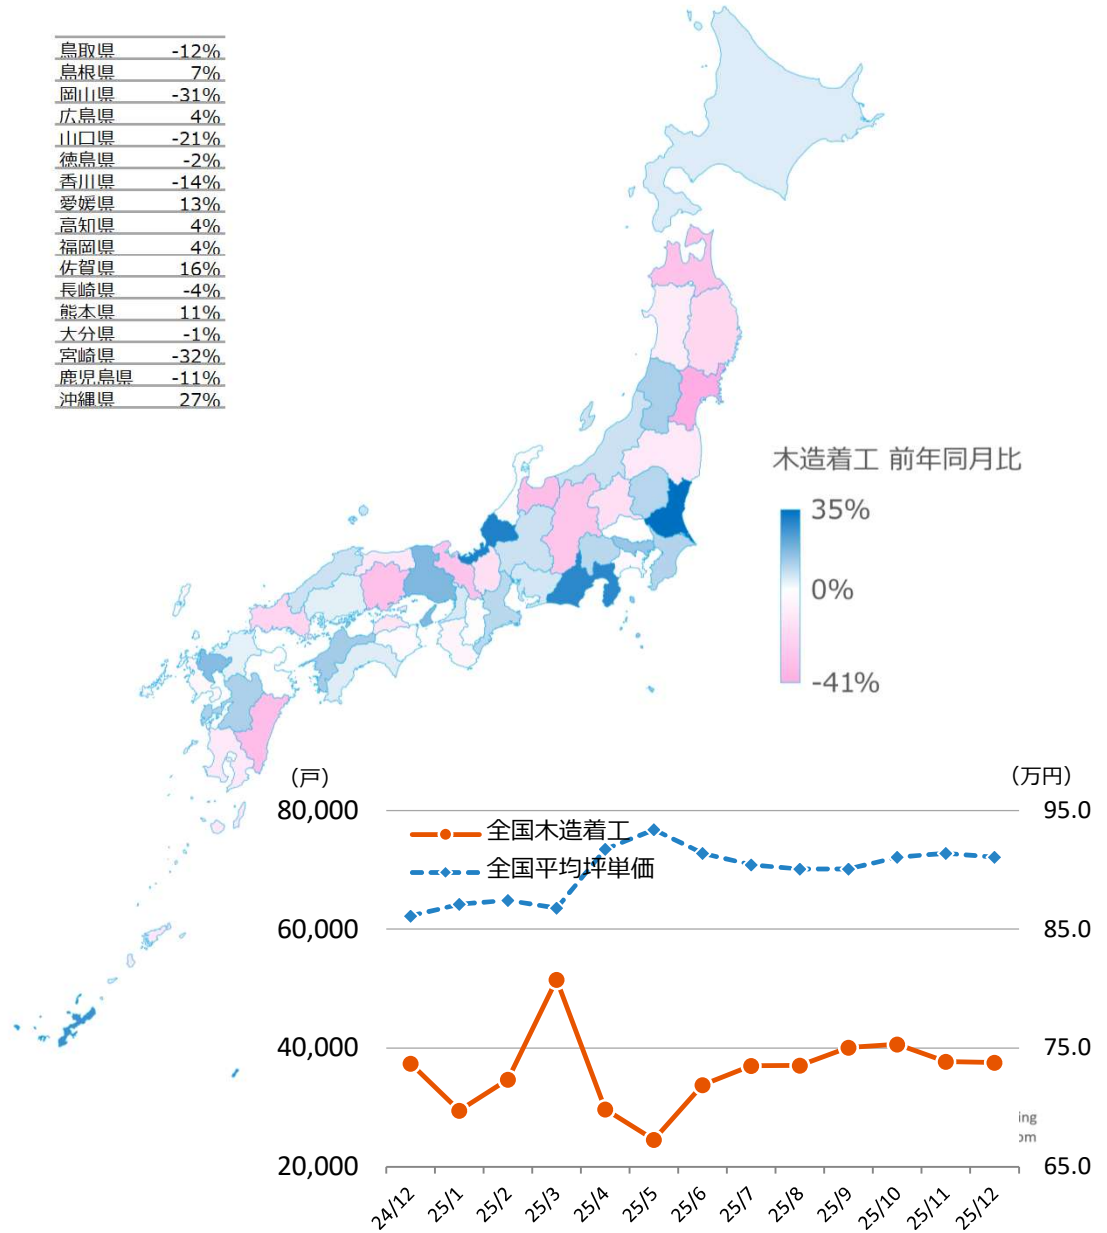 鳥取県 -12%
島根県 7%
岡山県 -31%
広島県 4%
山口県 -21%
徳島県 -2%
香川県 -14%
愛媛県 13%
高知県 4%
福岡県 4%
佐賀県 16%
長崎県 -4%
熊本県 11%
大分県 -1%
宮崎県 -32%
鹿児島県 -11%
沖縄県 27%
木造着工 前年同月比
35%
0%
-41%
（戸）
（万円）
80,000
60,000
40,000
20,000
全国木造着工
全国平均坪単価
95.0
85.0
75.0
65.0
ing
om
24/12
25/1
25/2
25/3
25/4
25/5
25/6
25/7
25/8
25/9
25/10
25/11
25/12